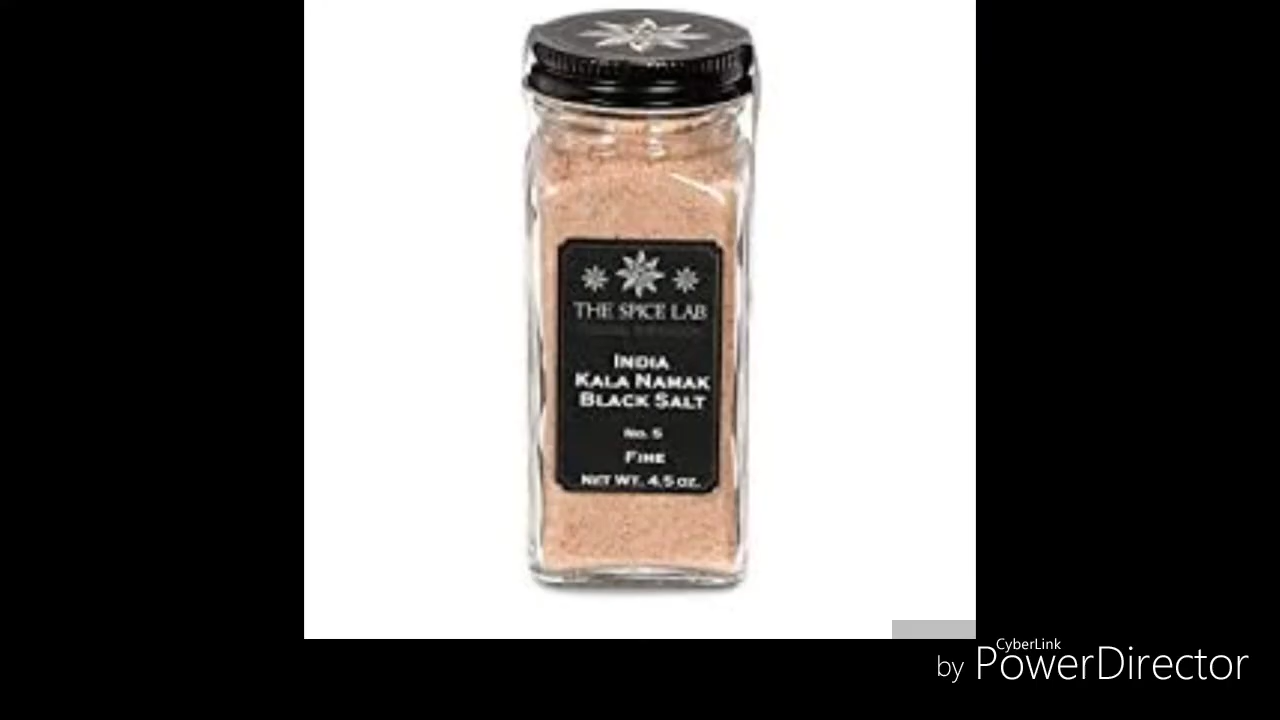 THE SPICE LAB
INDIA
KALA NAMAK
BLACK SALT
No. 5
FINE
NET WT. 4.5 OZ.
CyberLink
by PowerDirector